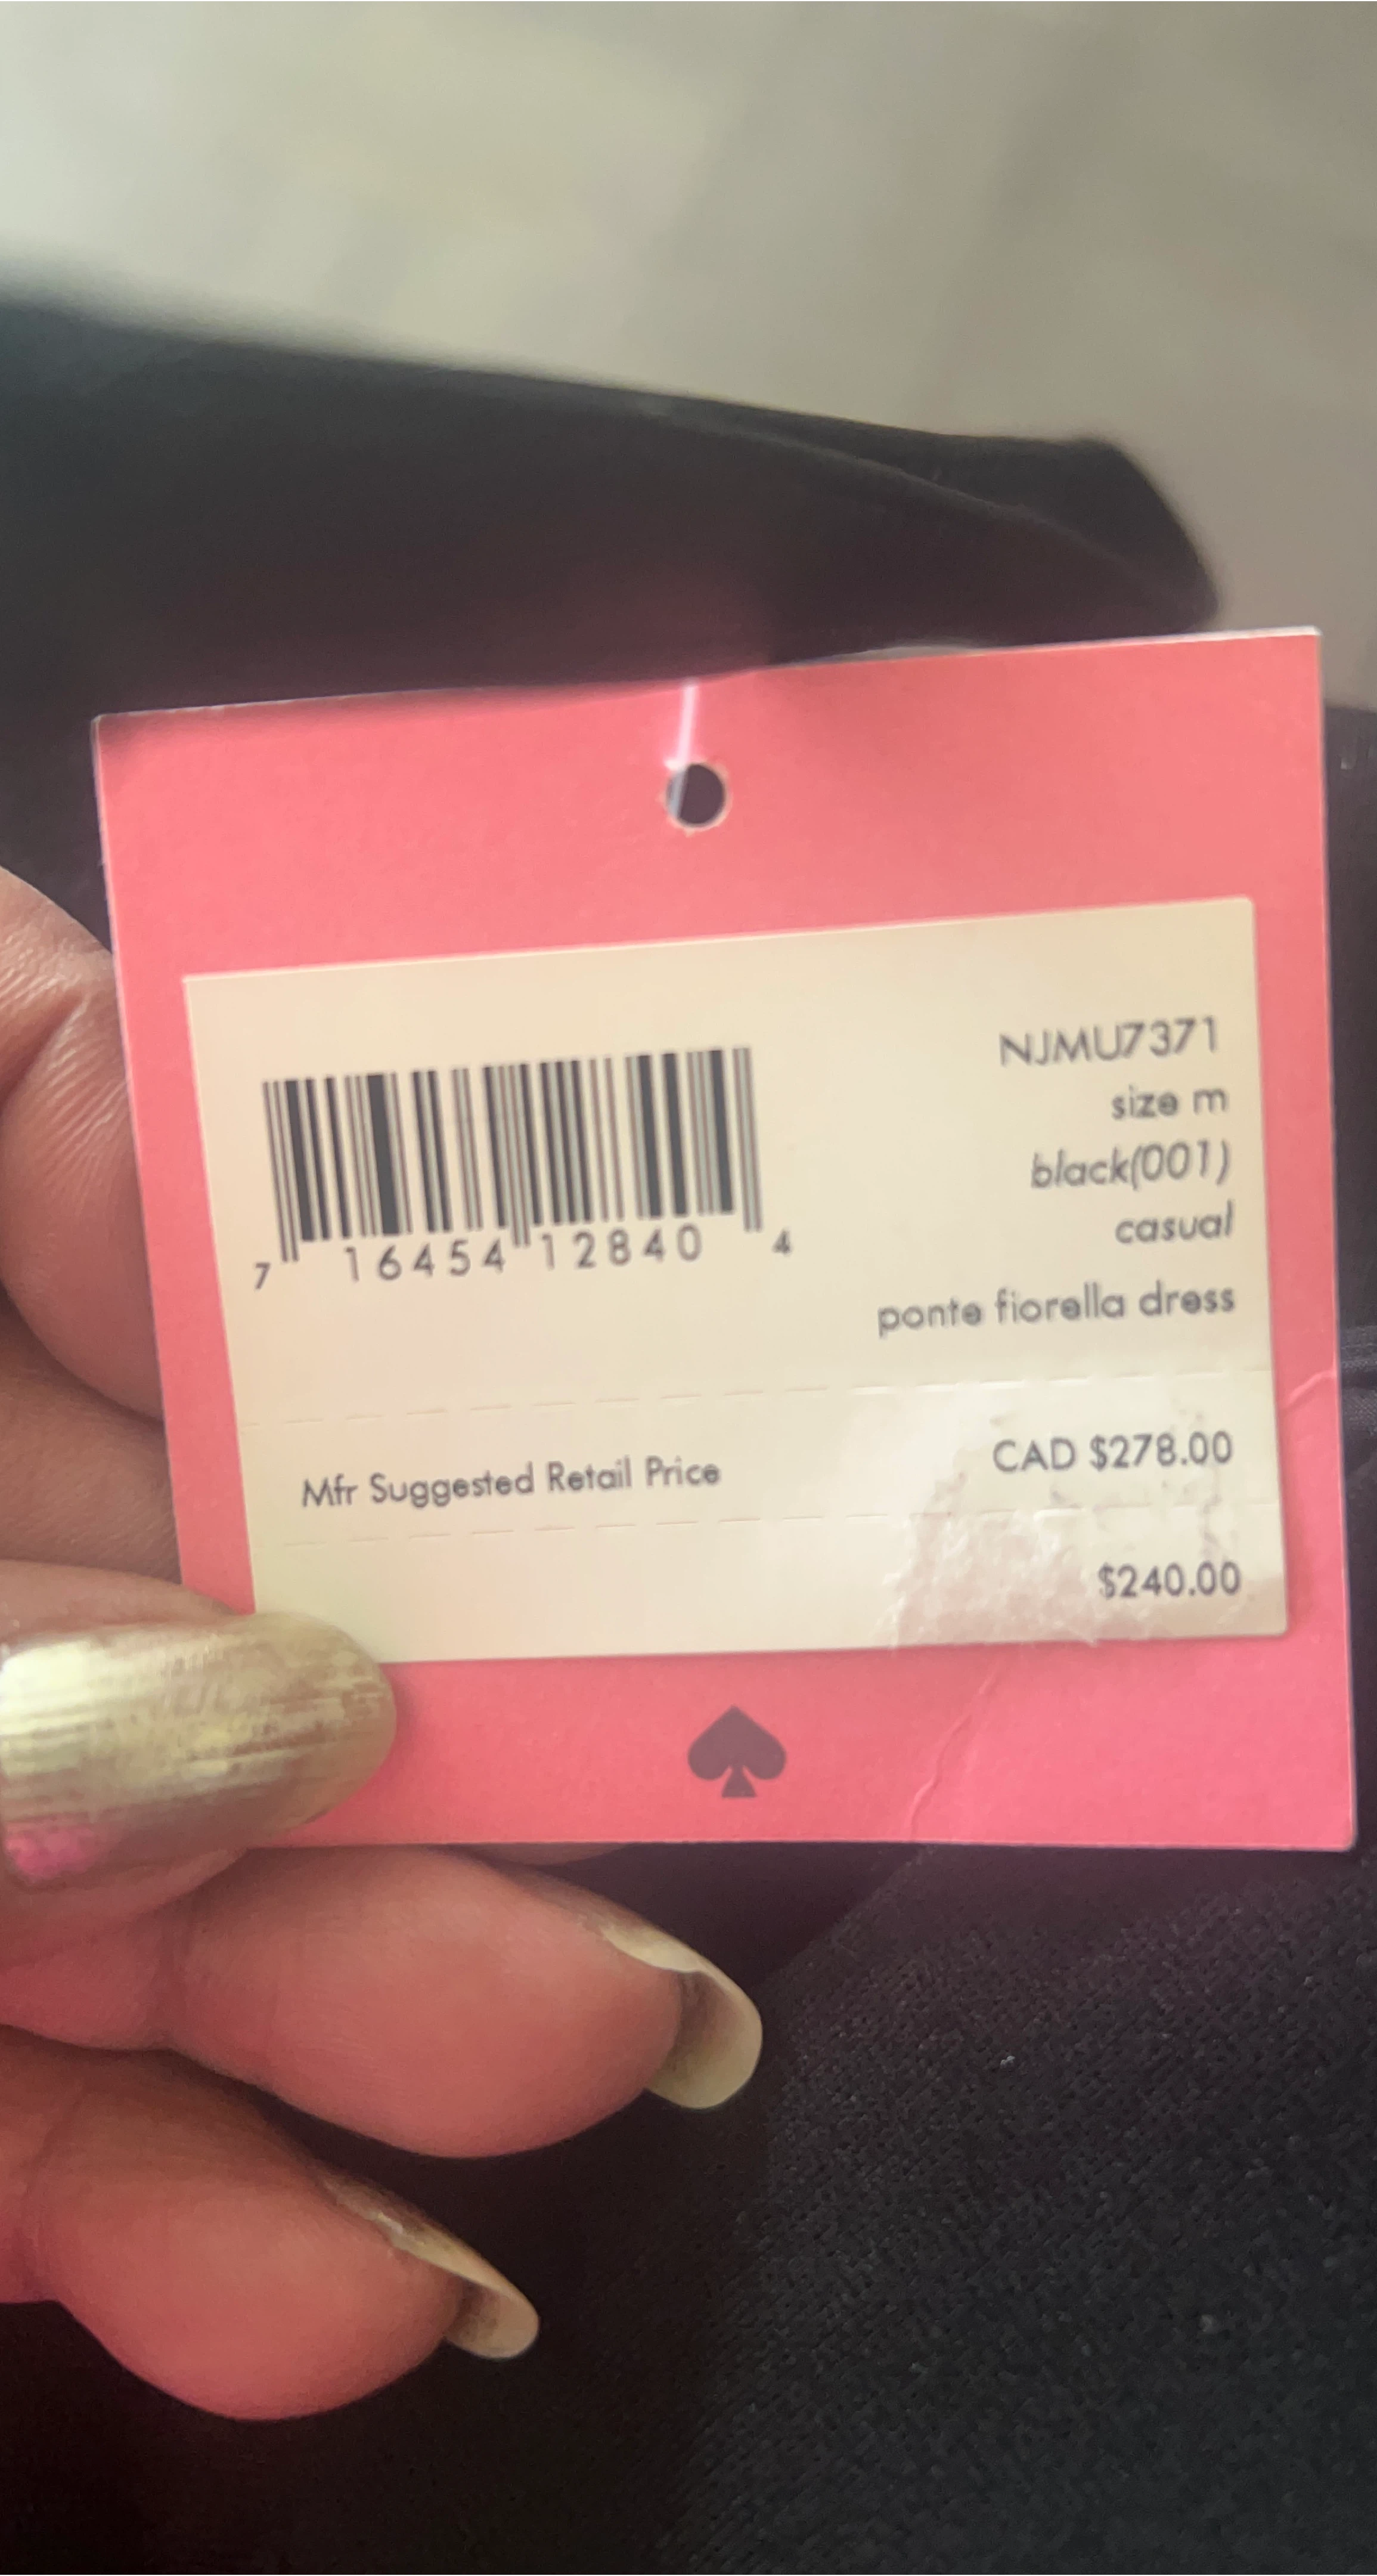 NJMU7371
size m
black(001)
casual
ponte fiorella dress
7 16454 12840 4
Mfr Suggested Retail Price CAD $278.00
$240.00